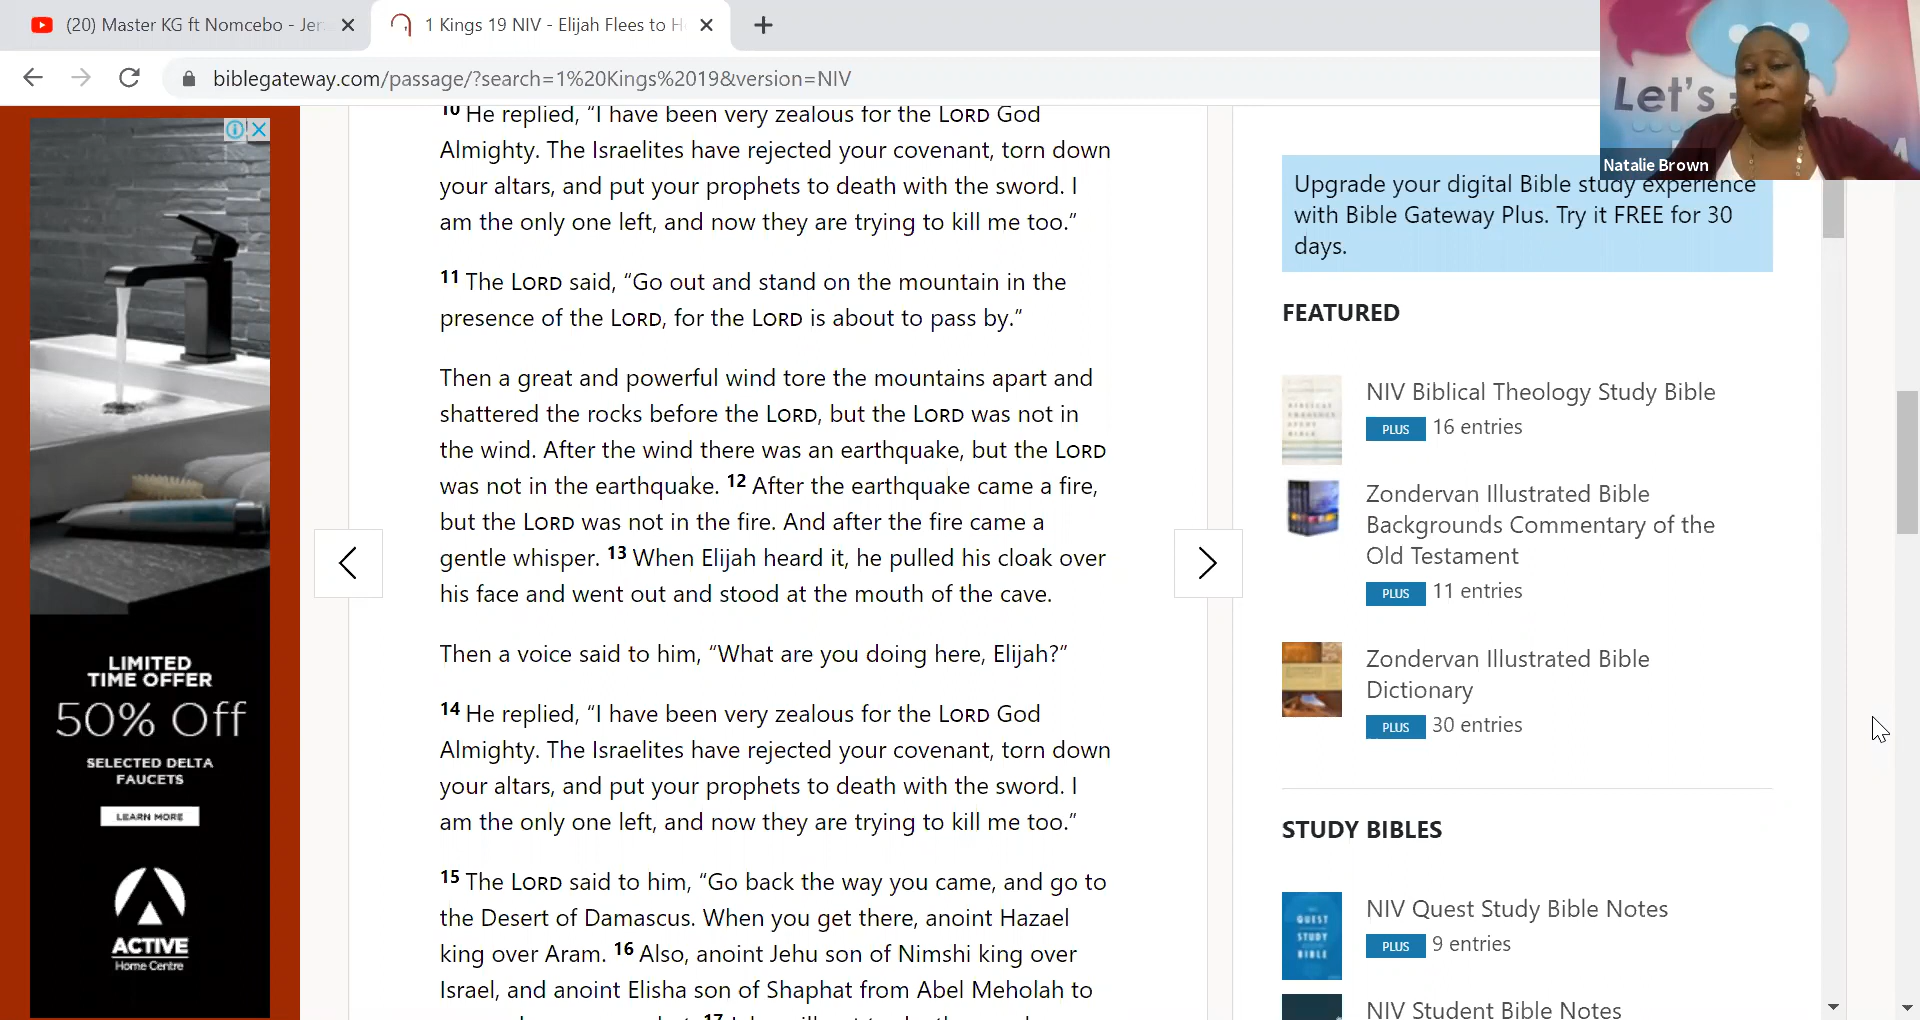 (20) Master KG ft Nomcebo - Jer
1 Kings 19 NIV - Elijah Flees to H
biblegateway.com/passage/?search=1%20Kings%2019&version=NIV
Let's
Natalie Brown
LIMITED
TIME OFFER
50% Off
SELECTED DELTA
FAUCETS
LEARN MORE
ACTIVE
Home Centre
10 He replied, “I have been very zealous for the LORD God
Almighty. The Israelites have rejected your covenant, torn down
your altars, and put your prophets to death with the sword. I
am the only one left, and now they are trying to kill me too.”
11 The LORD said, “Go out and stand on the mountain in the
presence of the LORD, for the LORD is about to pass by.”
Then a great and powerful wind tore the mountains apart and
shattered the rocks before the LORD, but the LORD was not in
the wind. After the wind there was an earthquake, but the LORD
was not in the earthquake. 12 After the earthquake came a fire,
but the LORD was not in the fire. And after the fire came a
gentle whisper. 13 When Elijah heard it, he pulled his cloak over
his face and went out and stood at the mouth of the cave.
Then a voice said to him, “What are you doing here, Elijah?”
14 He replied, “I have been very zealous for the LORD God
Almighty. The Israelites have rejected your covenant, torn down
your altars, and put your prophets to death with the sword. I
am the only one left, and now they are trying to kill me too.”
15 The LORD said to him, “Go back the way you came, and go to
the Desert of Damascus. When you get there, anoint Hazael
king over Aram. 16 Also, anoint Jehu son of Nimshi king over
Israel, and anoint Elisha son of Shaphat from Abel Meholah to
17
Upgrade your digital Bible study experience
with Bible Gateway Plus. Try it FREE for 30
days.
FEATURED
NIV Biblical Theology Study Bible
PLUS 16 entries
Zondervan Illustrated Bible
Backgrounds Commentary of the
Old Testament
PLUS 11 entries
Zondervan Illustrated Bible
Dictionary
PLUS 30 entries
STUDY BIBLES
QUEST
STUDY
BIBLE
NIV Quest Study Bible Notes
PLUS 9 entries
NIV Student Bible Notes